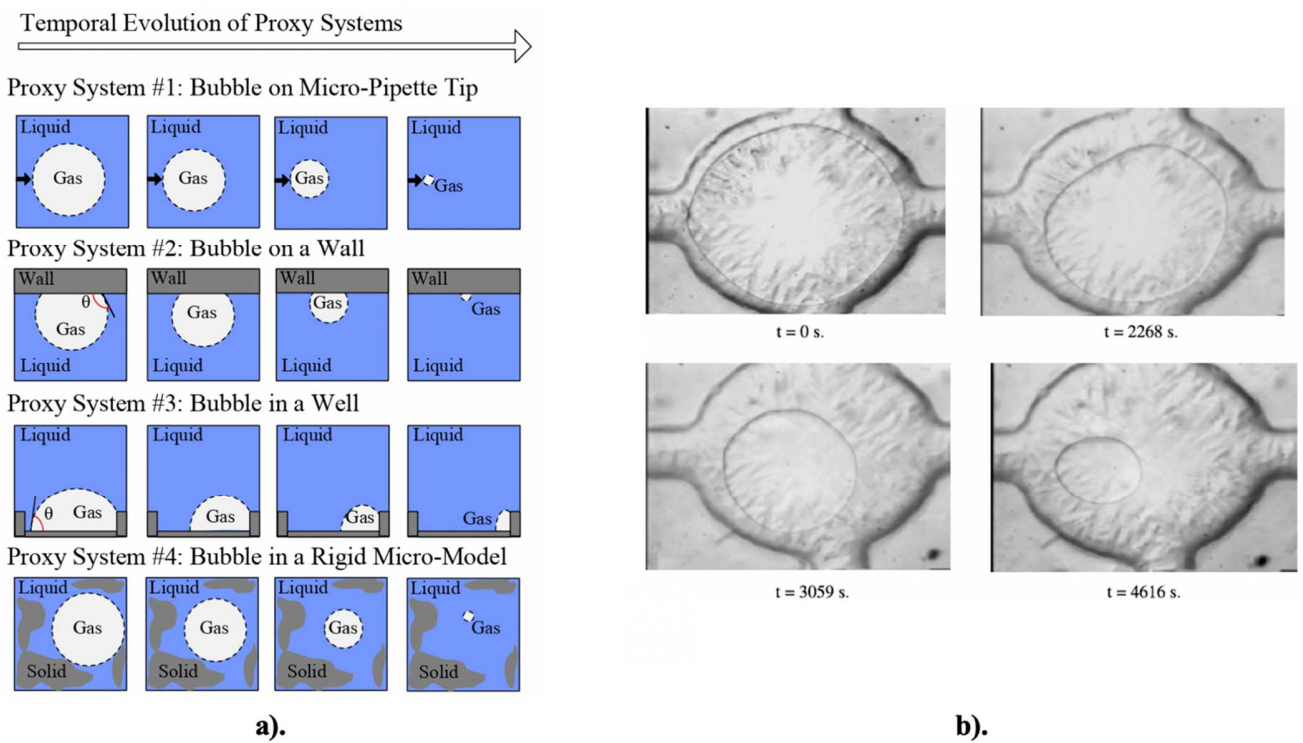 Temporal Evolution of Proxy Systems
Proxy System #1: Bubble on Micro-Pipette Tip
Liquid Liquid Liquid Liquid
Gas Gas Gas Gas
Proxy System #2: Bubble on a Wall
Wall Wall Wall Wall
θ Gas Gas Gas Gas
Liquid Liquid Liquid Liquid
Proxy System #3: Bubble in a Well
Liquid Liquid Liquid Liquid
θ Gas Gas Gas Gas
Proxy System #4: Bubble in a Rigid Micro-Model
Liquid Liquid Liquid Liquid
Gas Gas Gas Gas
Solid Solid Solid Solid
a).
t = 0 s. t = 2268 s.
t = 3059 s. t = 4616 s.
b).